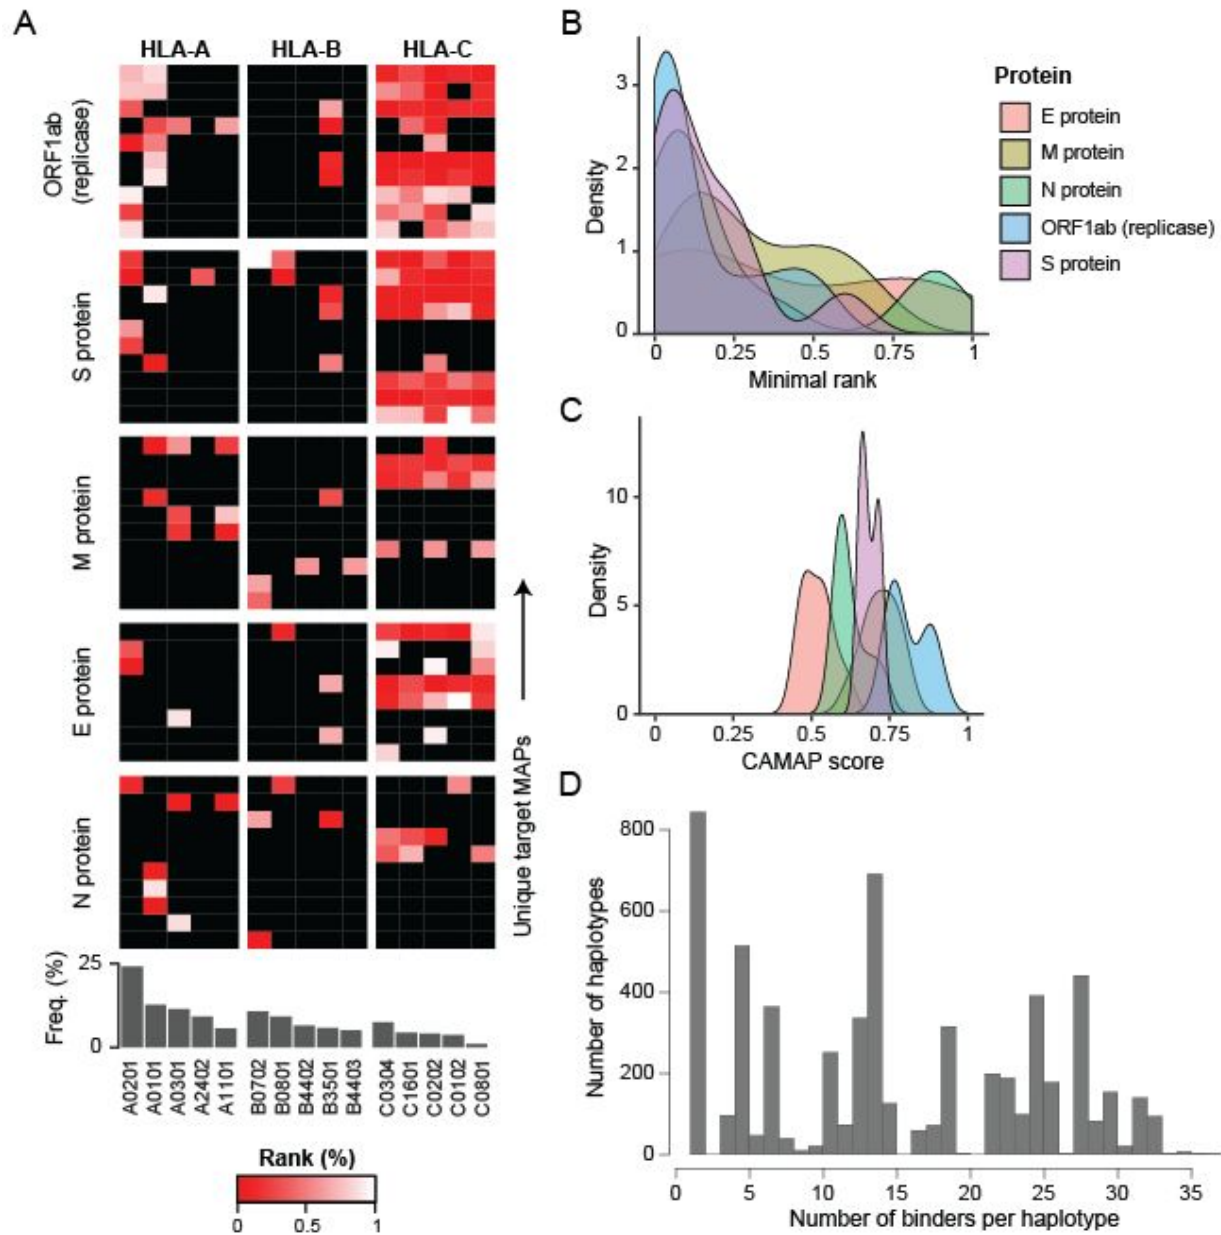 A
HLA-A HLA-B HLA-C
ORF1ab
(replicase)
S protein
M protein
E protein
N protein
Unique target MAPs
Freq. (%)
25
0
A0201
A0101
A0301
A2402
A1101
B0702
B0801
B4402
B3501
B4403
C0304
C1601
C0202
C0102
C0801
Rank (%)
0 0.5 1
B
Density
3
2
1
0
0 0.25 0.5 0.75 1
Minimal rank
Protein
E protein
M protein
N protein
ORF1ab (replicase)
S protein
C
Density
10
5
0
0 0.25 0.5 0.75 1
CAMAP score
D
Number of haplotypes
800
600
400
200
0
0 5 10 15 20 25 30 35
Number of binders per haplotype